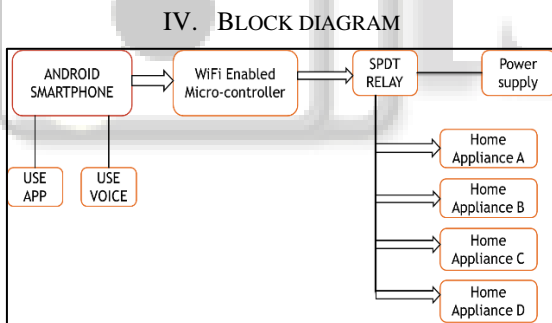 IV. BLOCK DIAGRAM
ANDROID
SMARTPHONE
WiFi Enabled
Micro-controller
SPDT
RELAY
Power
supply
USE
APP
USE
VOICE
Home
Appliance A
Home
Appliance B
Home
Appliance C
Home
Appliance D